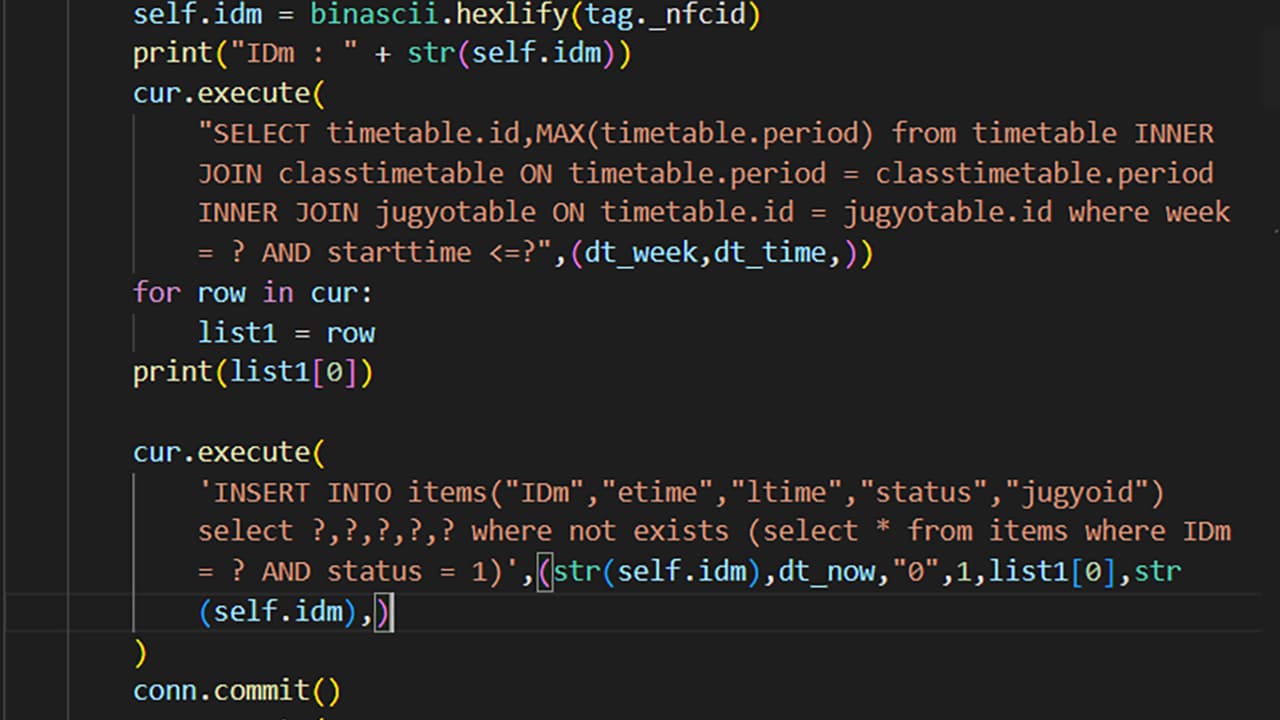 self.idm = binascii.hexlify(tag._nfcid)
print("IDm : " + str(self.idm))
cur.execute(
"SELECT timetable.id,MAX(timetable.period) from timetable INNER
JOIN classtimetable ON timetable.period = classtimetable.period
INNER JOIN jugyotable ON timetable.id = jugyotable.id where week
= ? AND starttime <=?",(dt_week,dt_time,))
for row in cur:
list1 = row
print(list1[0])
cur.execute(
'INSERT INTO items("IDm","etime","ltime","status","jugyoid")
select ?,?,?,?,? where not exists (select * from items where IDm
= ? AND status = 1)',(str(self.idm),dt_now,"0",1,list1[0],str
(self.idm),)
)
conn.commit()